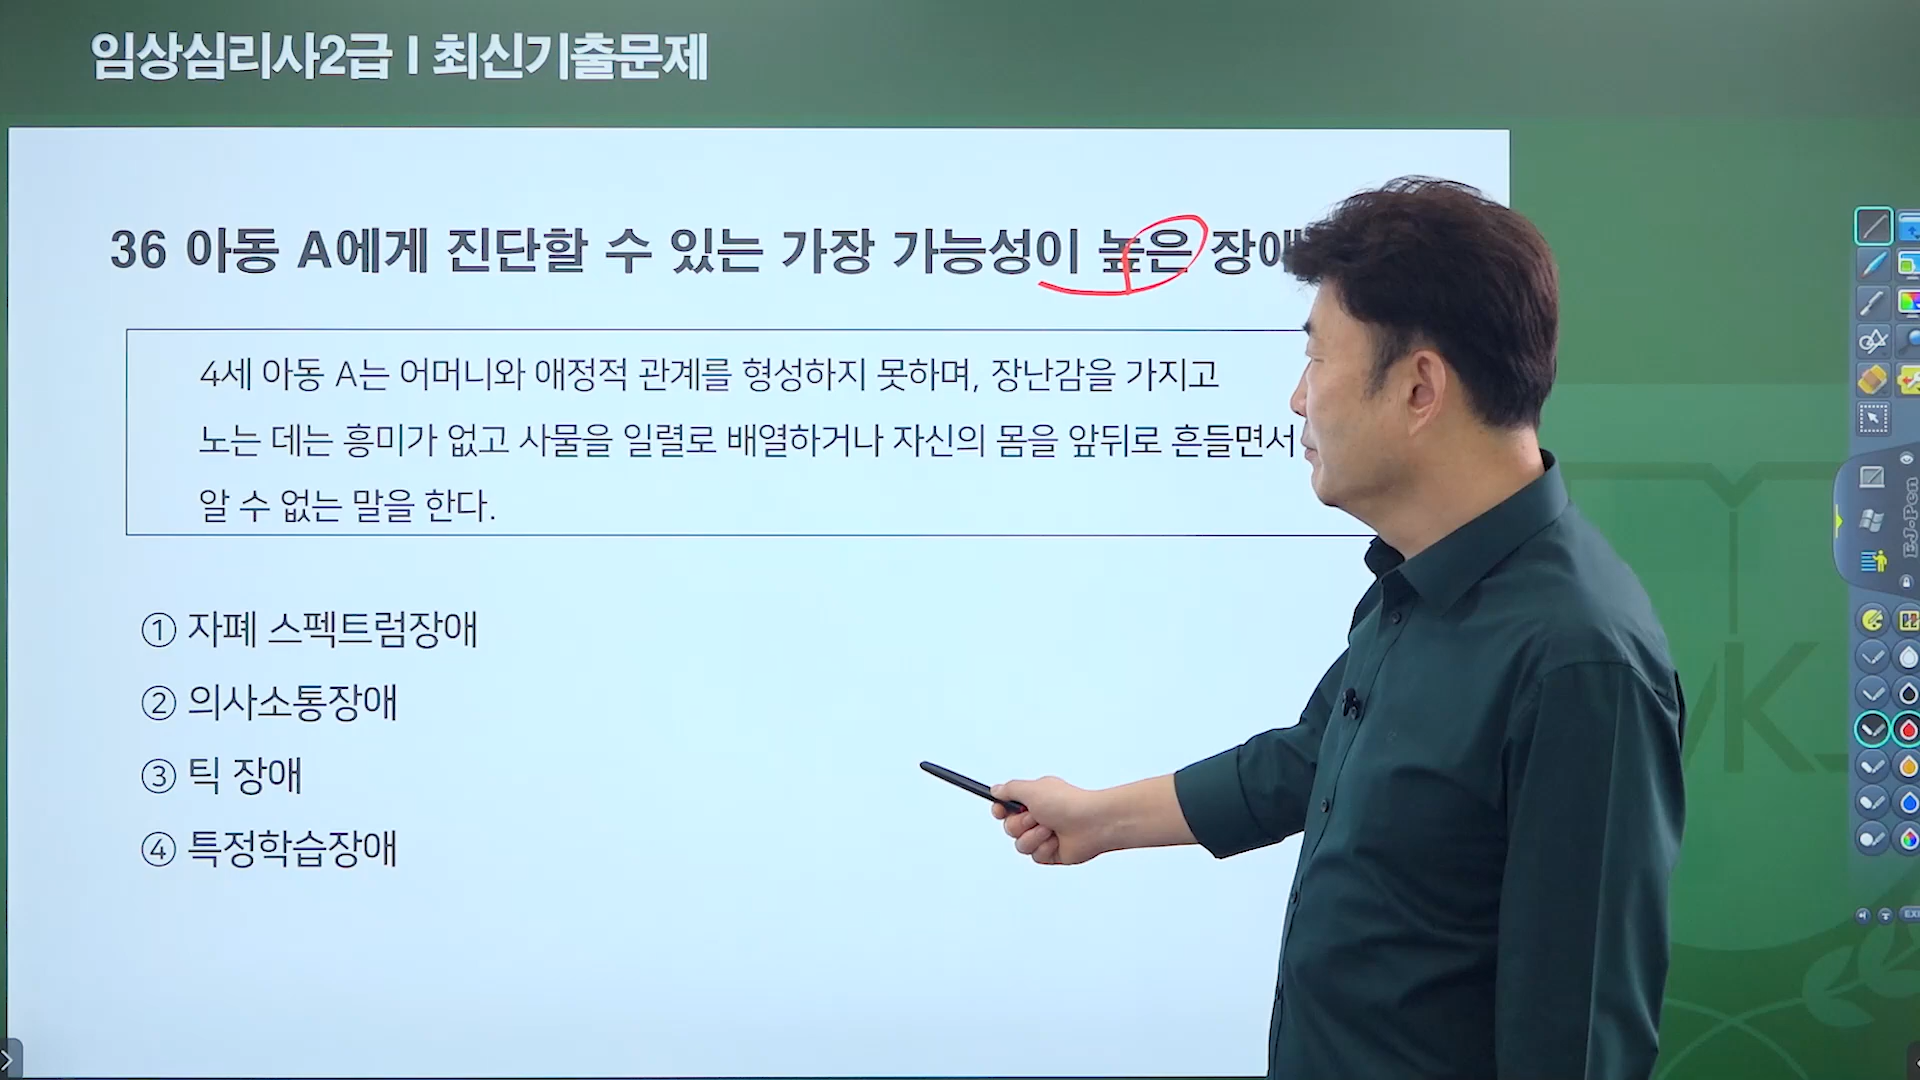 임상심리사2급 I 최신기출문제
36 아동 A에게 진단할 수 있는 가장 가능성이 높은 장애
4세 아동 A는 어머니와 애정적 관계를 형성하지 못하며, 장난감을 가지고
노는 데는 흥미가 없고 사물을 일렬로 배열하거나 자신의 몸을 앞뒤로 흔들면서
알 수 없는 말을 한다.
① 자폐 스펙트럼장애
② 의사소통장애
③ 틱 장애
④ 특정학습장애
EJ-Pen